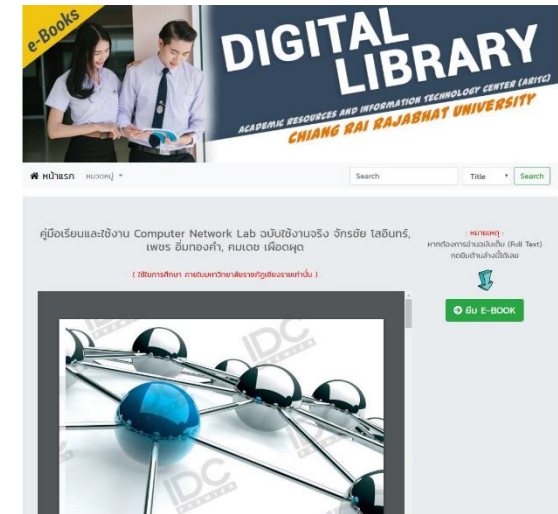 e-Books
DIGITAL
LIBRARY
ACADEMIC RESOURCES AND INFORMATION TECHNOLOGY CENTER (ARITC)
CHIANG RAI RAJABHAT UNIVERSITY
หน้าแรก หมวดหมู่ Search Title Search
คู่มือเรียนและใช้งาน Computer Network Lab ฉบับใช้งานจริง จักรชัย โสอินทร์,
เพชร อิ่มทองคำ, คมเดช เผือดผุด
( ใช้ในการศึกษา ภายในมหาวิทยาลัยราชภัฏเชียงรายเท่านั้น )
: หมายเหตุ :
หากต้องการอ่านฉบับเต็ม (Full Text)
กดยืมด้านล่างนี้ได้เลย
ยืม E-BOOK
IDC
PREMIER
IDC
PREMIER
IDC
PREMIER